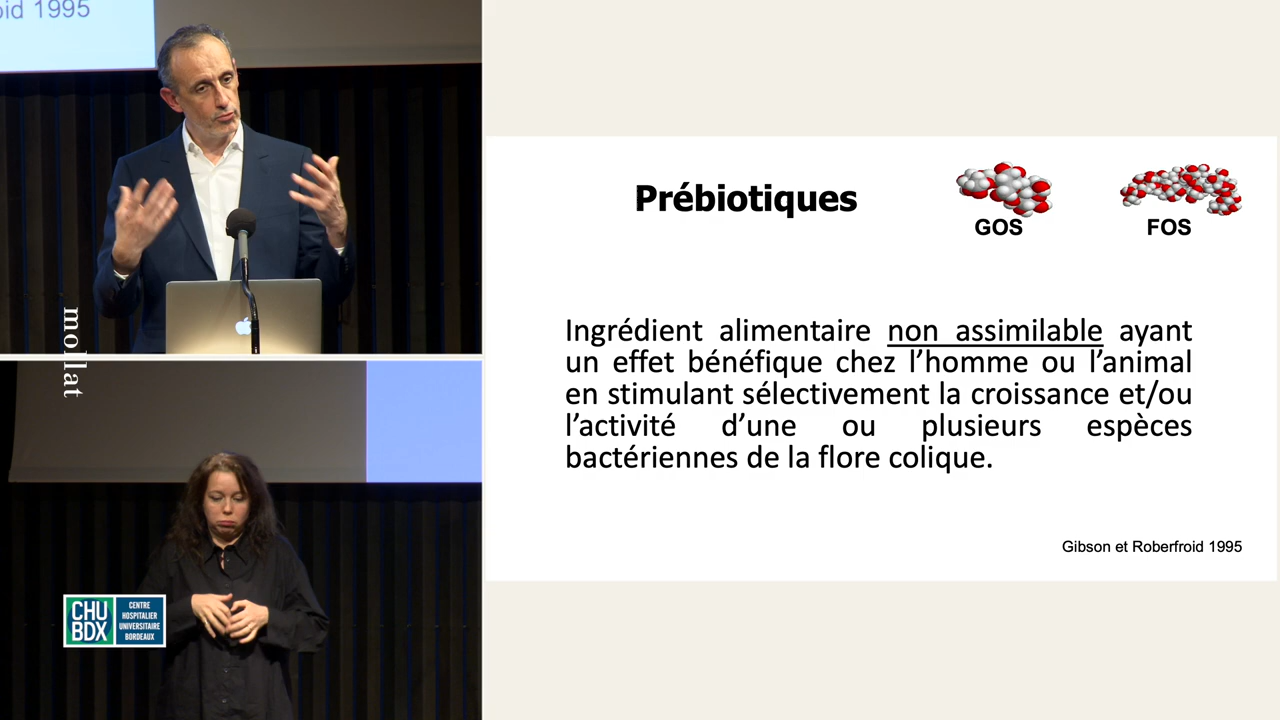 oid 1995
mollat
CHU
BDX
CENTRE
HOSPITALIER
UNIVERSITAIRE
BORDEAUX
Prébiotiques
GOS
FOS
Ingrédient alimentaire non assimilable ayant
un effet bénéfique chez l’homme ou l’animal
en stimulant sélectivement la croissance et/ou
l’activité d’une ou plusieurs espèces
bactériennes de la flore colique.
Gibson et Roberfroid 1995